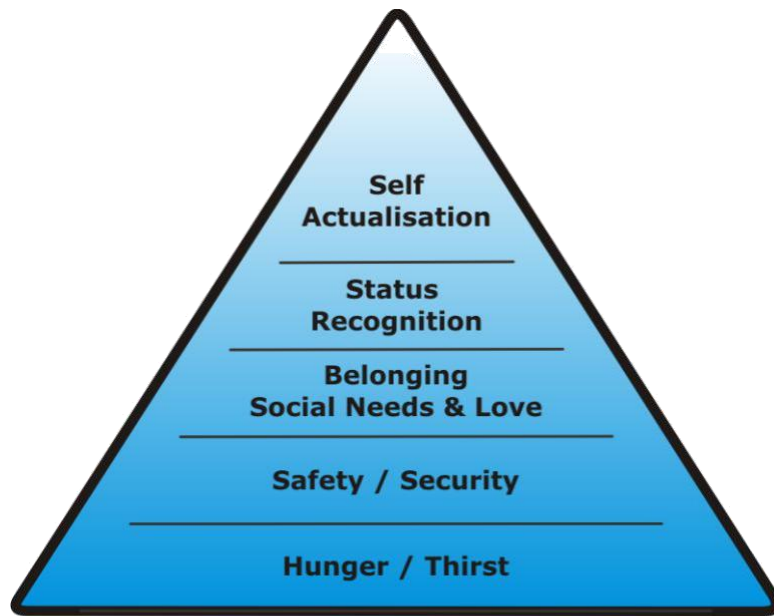 Self
Actualisation
Status
Recognition
Belonging
Social Needs & Love
Safety / Security
Hunger / Thirst